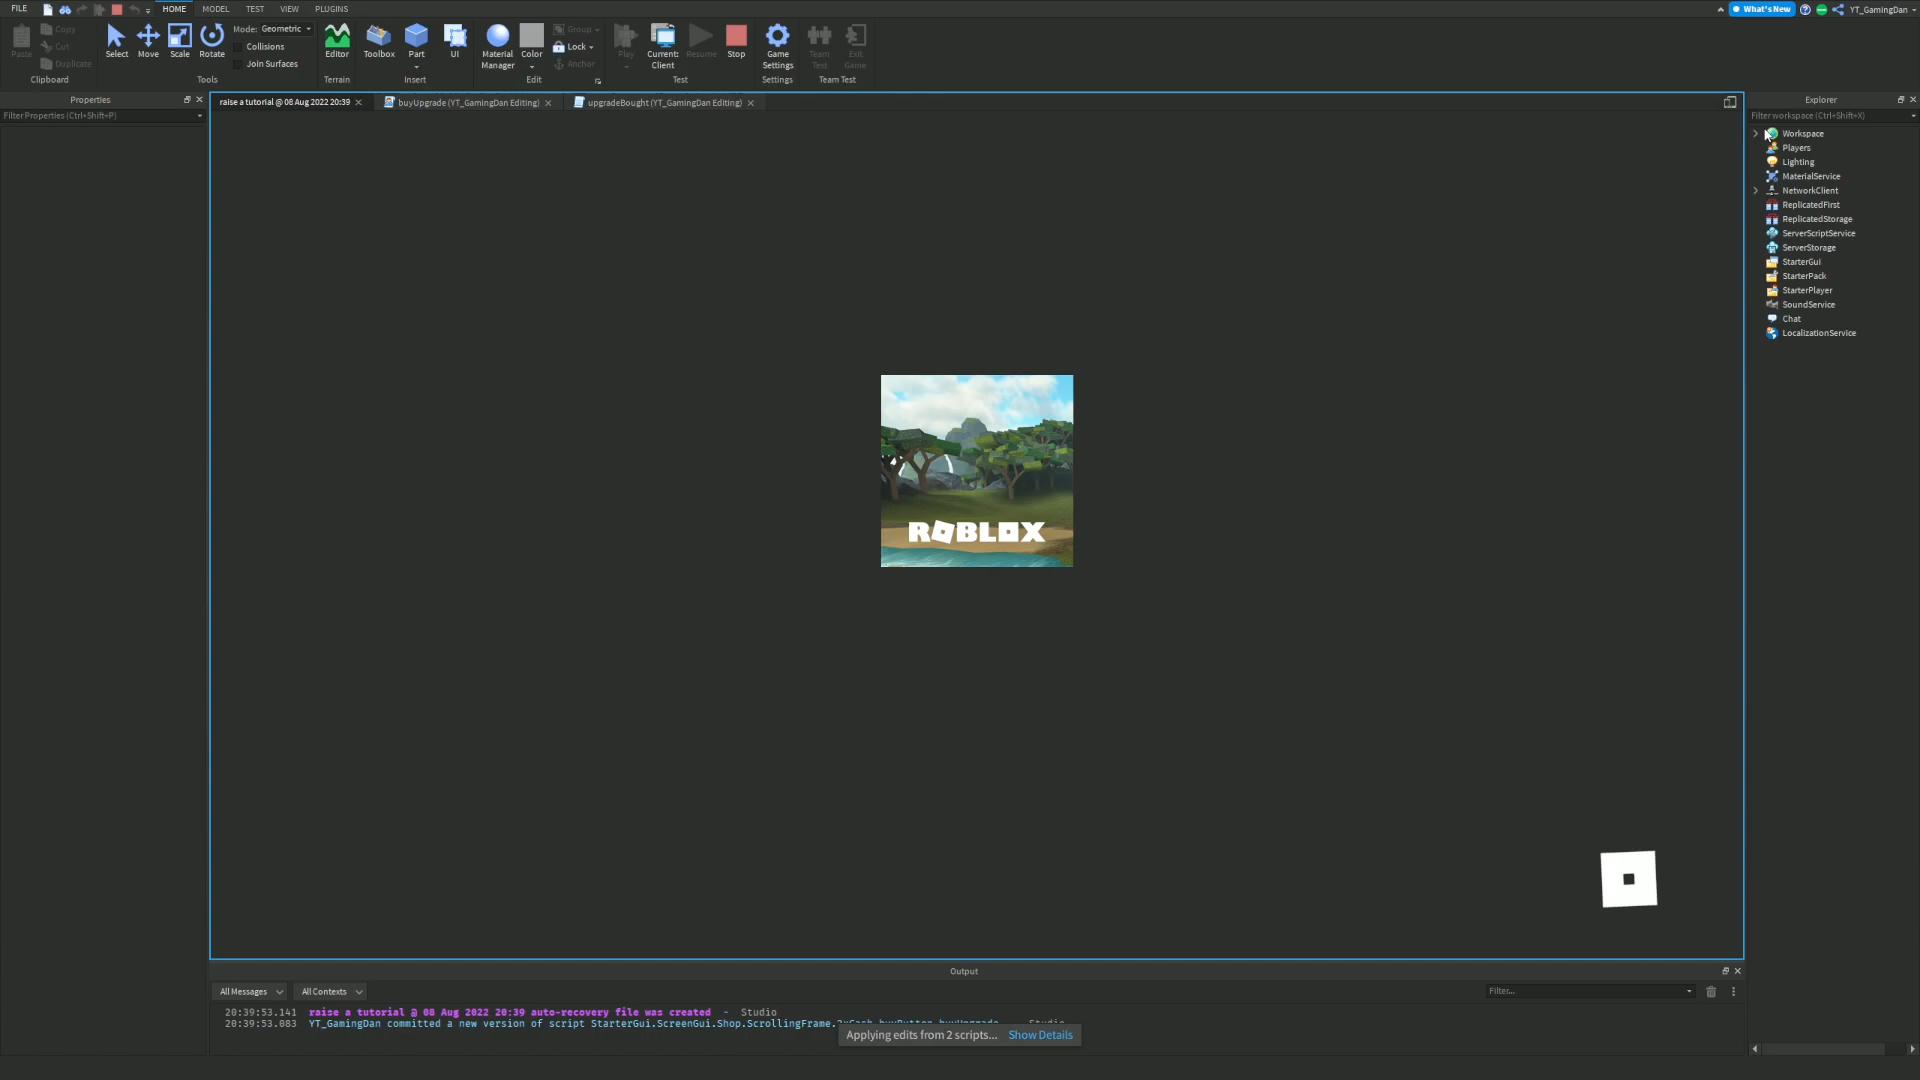 FILE HOME MODEL TEST VIEW PLUGINS What's New YT_GamingDan
Paste Copy Cut Duplicate Clipboard
Select Move Scale Rotate Mode: Geometric Collisions Join Surfaces Tools
Editor Terrain
Toolbox Part UI Insert
Material Manager Color Group Lock Anchor Edit
Play Current: Client Resume Stop Test
Game Settings Settings
Team Test Exit Game Team Test
Properties
Filter Properties (Ctrl+Shift+P)
raise a tutorial @ 08 Aug 2022 20:39 buyUpgrade (YT_GamingDan Editing) upgradeBought (YT_GamingDan Editing)
Explorer
Filter workspace (Ctrl+Shift+X)
Workspace
Players
Lighting
MaterialService
NetworkClient
ReplicatedFirst
ReplicatedStorage
ServerScriptService
ServerStorage
StarterGui
StarterPack
StarterPlayer
SoundService
Chat
LocalizationService
ROBLOX
Output
All Messages All Contexts Filter...
20:39:53.141 raise a tutorial @ 08 Aug 2022 20:39 auto-recovery file was created - Studio
20:39:53.083 YT_GamingDan committed a new version of script StarterGui.ScreenGui.Shop.ScrollingFrame.2xCash.buyButton.buyUpgrade - Studio
Applying edits from 2 scripts... Show Details